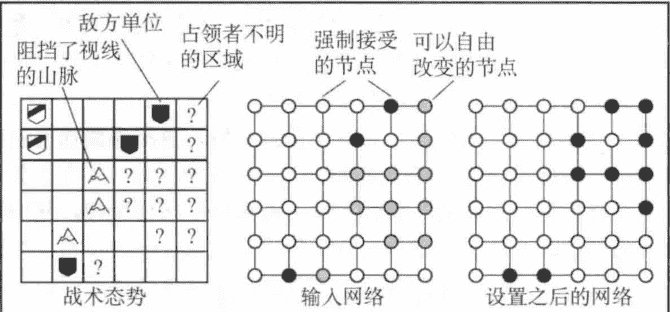 敌方单位
阻挡了视线
的山脉
占领者不明
的区域
强制接受
的节点
可以自由
改变的节点
?
?
? ? ?
? ? ?
? ?
?
战术态势
输入网络
设置之后的网络